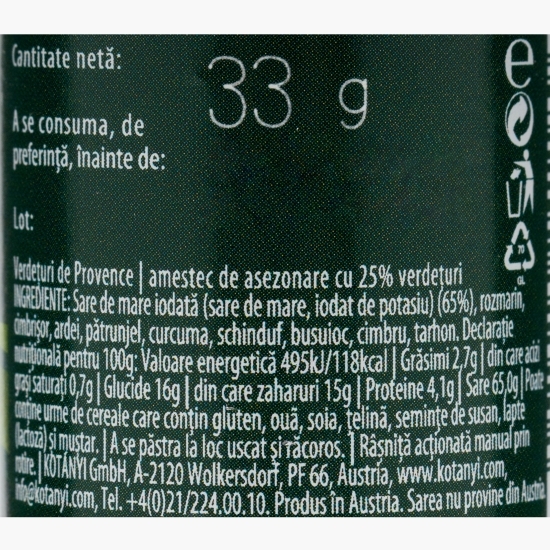 Cantitate netă:
33 g
A se consuma, de
preferință, înainte de:
Lot:
70
GL
Verdețuri de Provence | amestec de asezonare cu 25% verdețuri
INGREDIENTE: Sare de mare iodată (sare de mare, iodat de potasiu) (65%), rozmarin,
cimbrișor, ardei, pătrunjel, curcuma, schinduf, busuioc, cimbru, tarhon. Declarație
nutrițională pentru 100g: Valoare energetică 495kJ/118kcal | Grăsimi 2,7g | din care acizi
grași saturați 0,7g | Glucide 16g | din care zaharuri 15g | Proteine 4,1g | Sare 65,0g | Poate
conține urme de cereale care conțin glúten, ouă, soia, țelină, semințe de susan, lapte
(lactoză) și muștar. | A se păstra la loc uscat și răcoros. | Râșniță acționată manual prin
rotire. | KOTÁNYI GmbH, A-2120 Wolkersdorf, PF 66, Austria, www.kotanyi.com,
info@kotanyi.com, Tel. +4(0)21/224.00.10. Produs în Austria. Sarea nu provine din Austria.